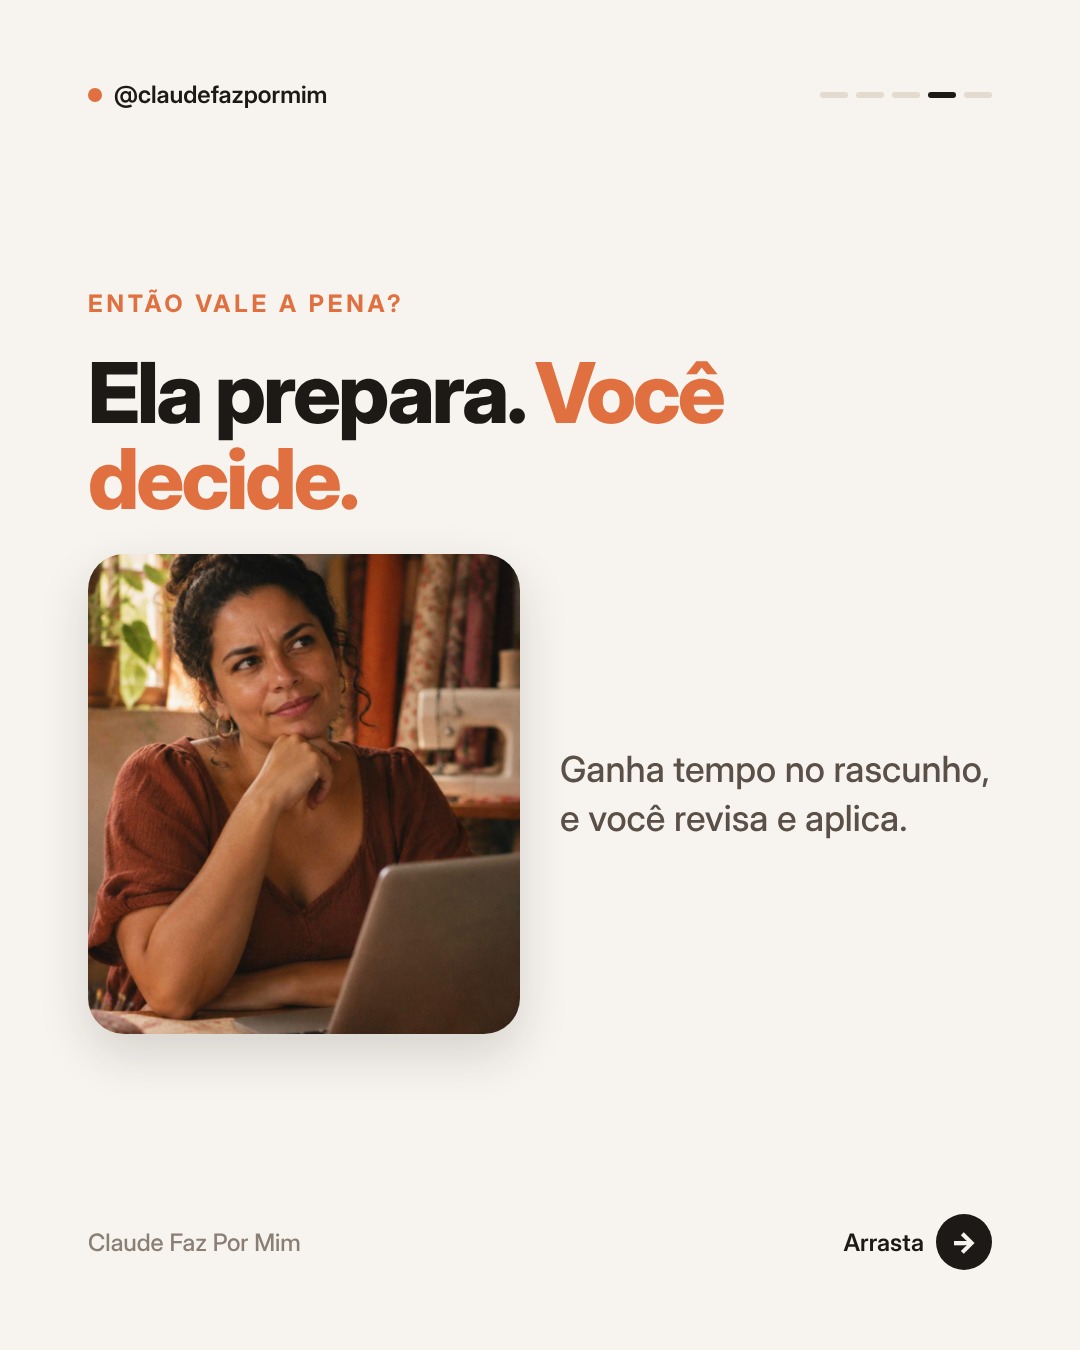 @claudefazpormim
ENTÃO VALE A PENA?
Ela prepara. Você
decide.
Ganha tempo no rascunho,
e você revisa e aplica.
Claude Faz Por Mim
Arrasta